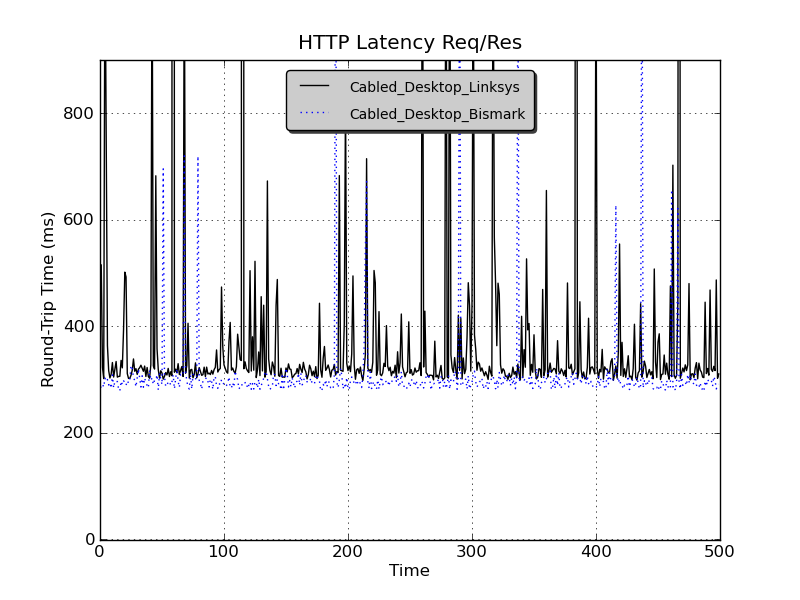 HTTP Latency Req/Res
Cabled_Desktop_Linksys
Cabled_Desktop_Bismark
Round-Trip Time (ms)
800
600
400
200
0
0 100 200 300 400 500
Time